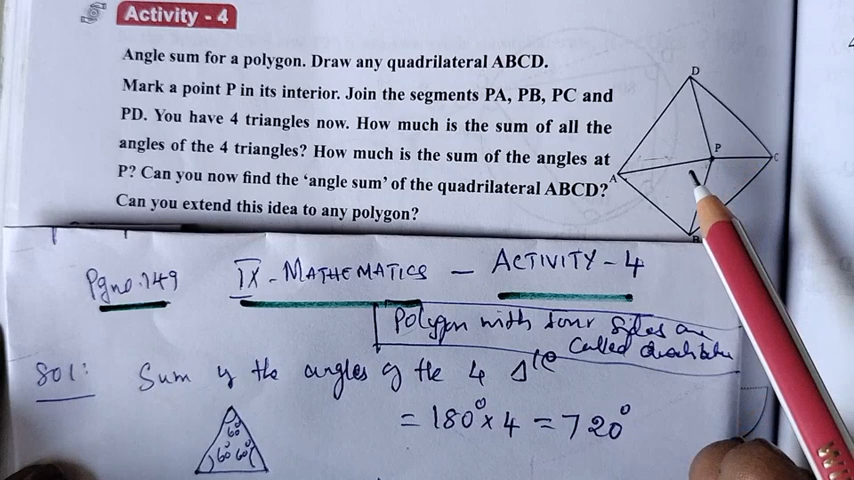 Activity - 4
Angle sum for a polygon. Draw any quadrilateral ABCD.
Mark a point P in its interior. Join the segments PA, PB, PC and
PD. You have 4 triangles now. How much is the sum of all the
angles of the 4 triangles? How much is the sum of the angles at
P? Can you now find the ‘angle sum’ of the quadrilateral ABCD?
Can you extend this idea to any polygon?
D
P
C
A
B
Pg no. 149 IX - MATHEMATICS - ACTIVITY - 4
Polygon with four sides are
called
Sol: Sum of the angles of the 4 Δle
= 180° × 4 = 720°
60°
60° 60°